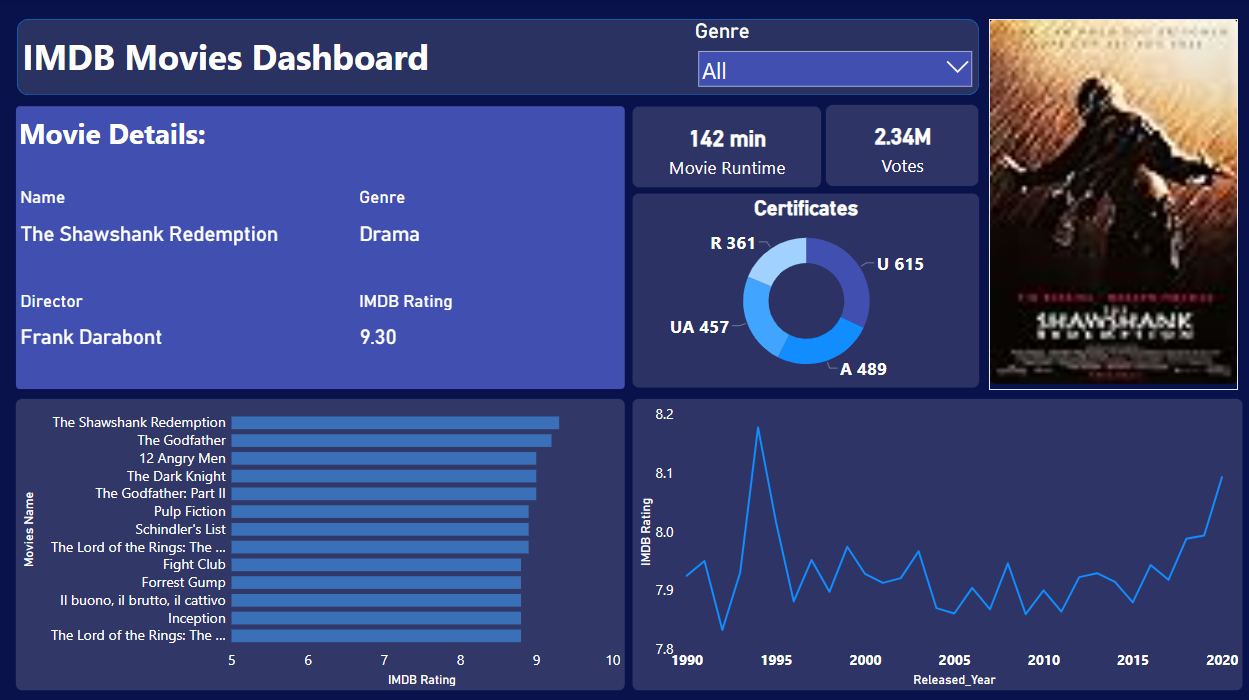 IMDB Movies Dashboard
Genre
All
Movie Details:
Name
Genre
The Shawshank Redemption
Drama
Director
IMDB Rating
Frank Darabont
9.30
142 min
Movie Runtime
2.34M
Votes
Certificates
R 361
U 615
UA 457
A 489
THE
SHAWSHANK
REDEMPTION
Movies Name
The Shawshank Redemption
The Godfather
12 Angry Men
The Dark Knight
The Godfather: Part II
Pulp Fiction
Schindler's List
The Lord of the Rings: The ...
Fight Club
Forrest Gump
Il buono, il brutto, il cattivo
Inception
The Lord of the Rings: The ...
5 6 7 8 9 10
IMDB Rating
IMDB Rating
8.2
8.1
8.0
7.9
7.8
1990 1995 2000 2005 2010 2015 2020
Released_Year